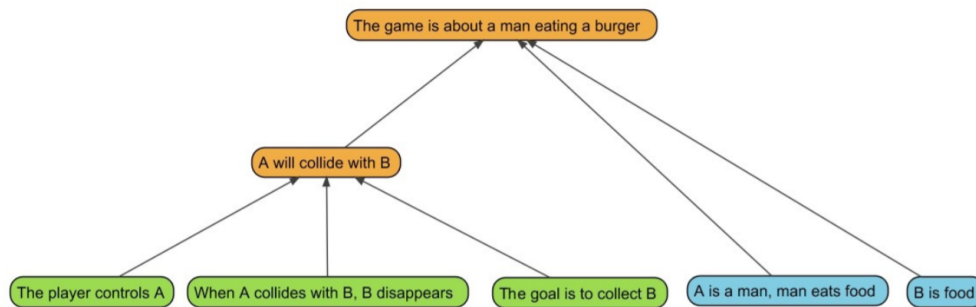 The game is about a man eating a burger
A will collide with B
The player controls A
When A collides with B, B disappears
The goal is to collect B
A is a man, man eats food
B is food